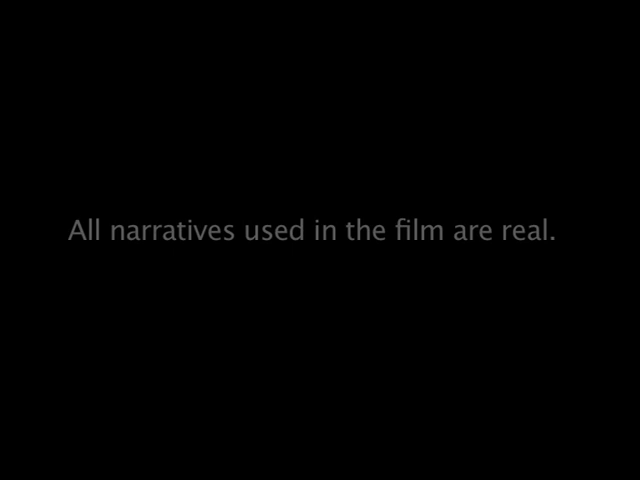 All narratives used in the film are real.